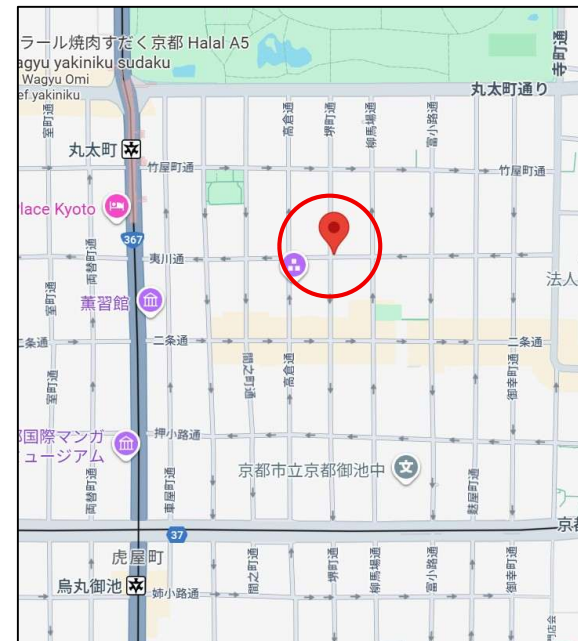 ラール焼肉すだく京都 Halal A5
agyu yakiniku sudaku
Wagyu Omi
ef yakiniku
寺町通
丸太町通り
室町通
高倉通
堺町通
柳馬場通
富小路通
丸太町
竹屋町通
竹屋町通
lace Kyoto
367
両替町通
夷川通
室町通
薫習館
法人
二条通
二条通
二条通
室町通
間之町通
高倉通
御幸町通
押小路通
国際マンガ
ュージアム
京都市立京都御池中
両替町通
車屋町通
麩屋町通
37
京都
虎屋町
間之町通
堺町通
柳馬場通
富小路通
御幸町通
烏丸御池
姉小路通
門店会